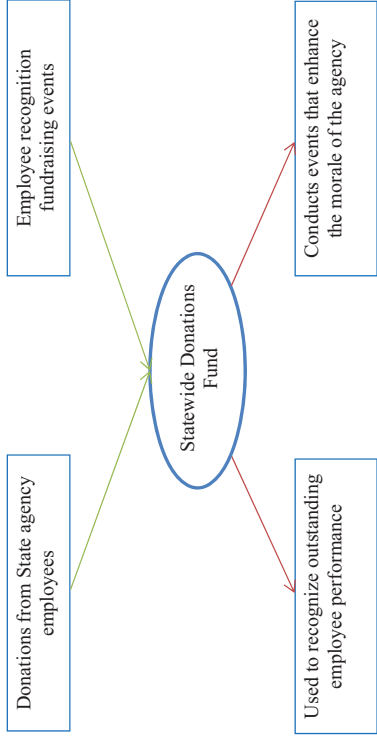 Donations from State agency
employees
Employee recognition
fundraising events
Statewide Donations
Fund
Used to recognize outstanding
employee performance
Conducts events that enhance
the morale of the agency